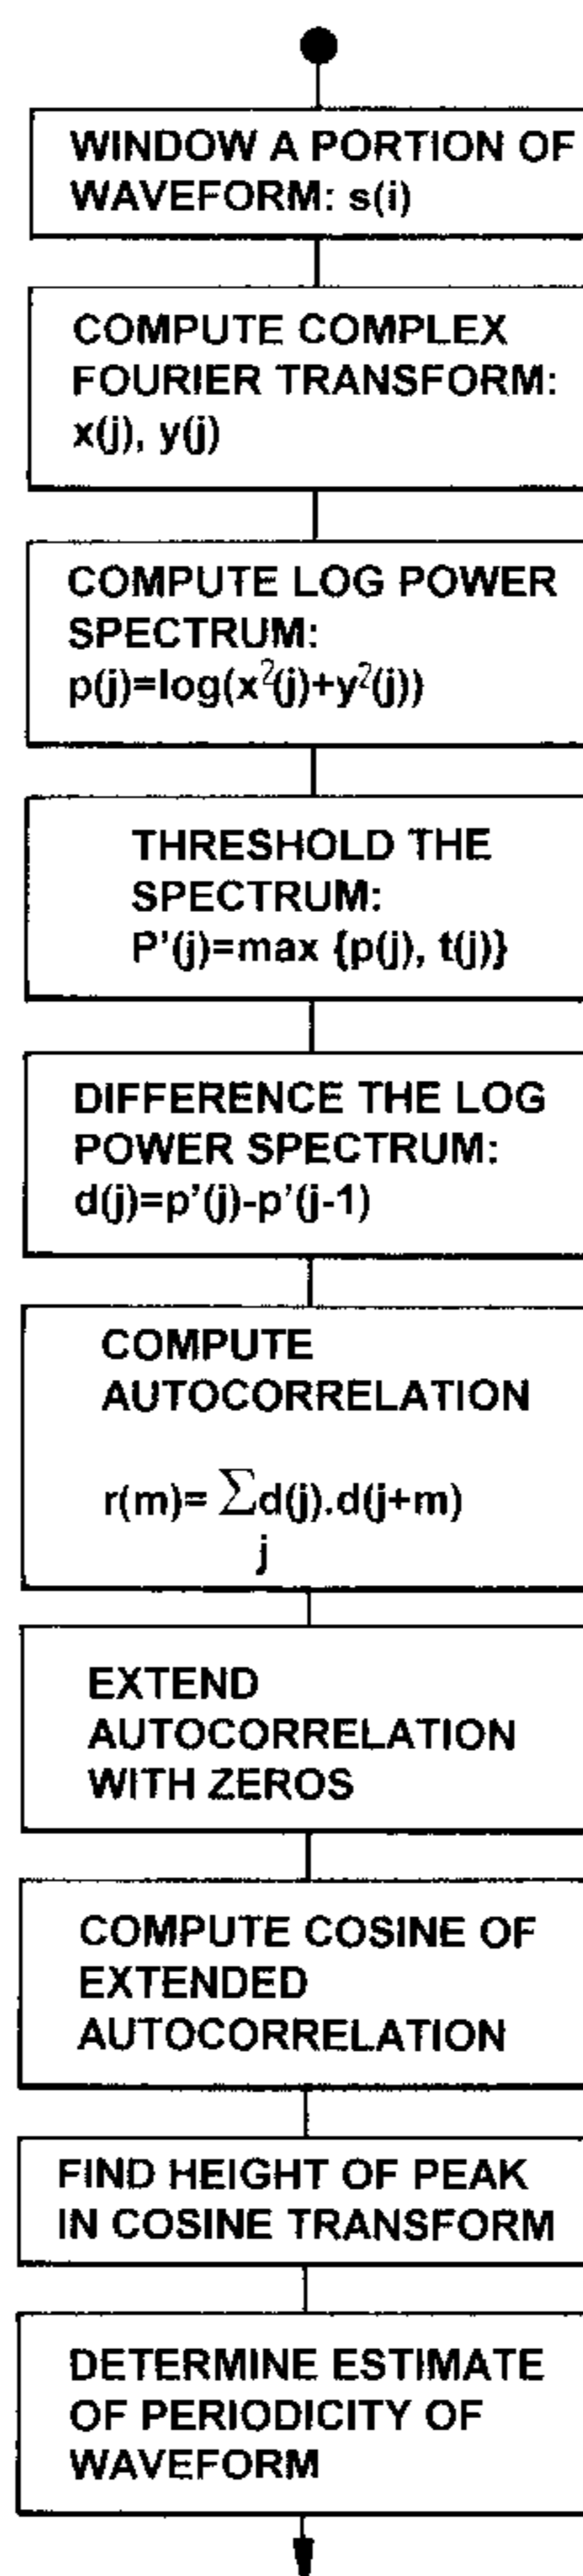 WINDOW A PORTION OF
WAVEFORM: s(i)
COMPUTE COMPLEX
FOURIER TRANSFORM:
x(j), y(j)
COMPUTE LOG POWER
SPECTRUM:
p(j)=log(x²(j)+y²(j))
THRESHOLD THE
SPECTRUM:
P'(j)=max {p(j), t(j)}
DIFFERENCE THE LOG
POWER SPECTRUM:
d(j)=p'(j)-p'(j-1)
COMPUTE
AUTOCORRELATION
r(m)= ∑d(j).d(j+m)
j
EXTEND
AUTOCORRELATION
WITH ZEROS
COMPUTE COSINE OF
EXTENDED
AUTOCORRELATION
FIND HEIGHT OF PEAK
IN COSINE TRANSFORM
DETERMINE ESTIMATE
OF PERIODICITY OF
WAVEFORM